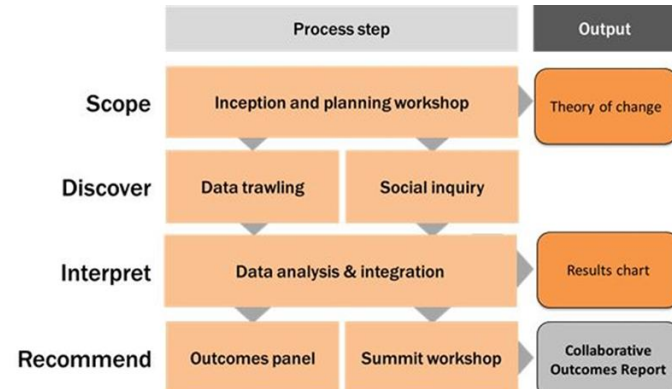 Process step
Output
Scope
Inception and planning workshop
Theory of change
Discover
Data trawling
Social inquiry
Interpret
Data analysis & integration
Results chart
Recommend
Outcomes panel
Summit workshop
Collaborative
Outcomes Report